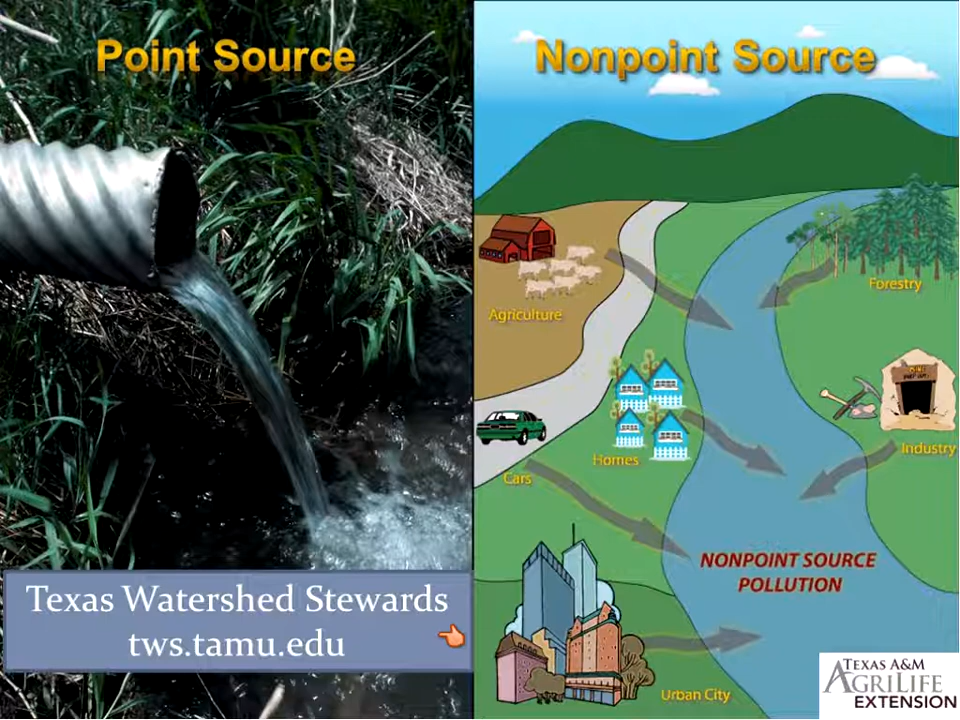 Point Source
Nonpoint Source
Agriculture
Forestry
Industry
Homes
Cars
NONPOINT SOURCE
POLLUTION
Urban City
Texas Watershed Stewards
tws.tamu.edu
TEXAS A&M
AGRILIFE
EXTENSION